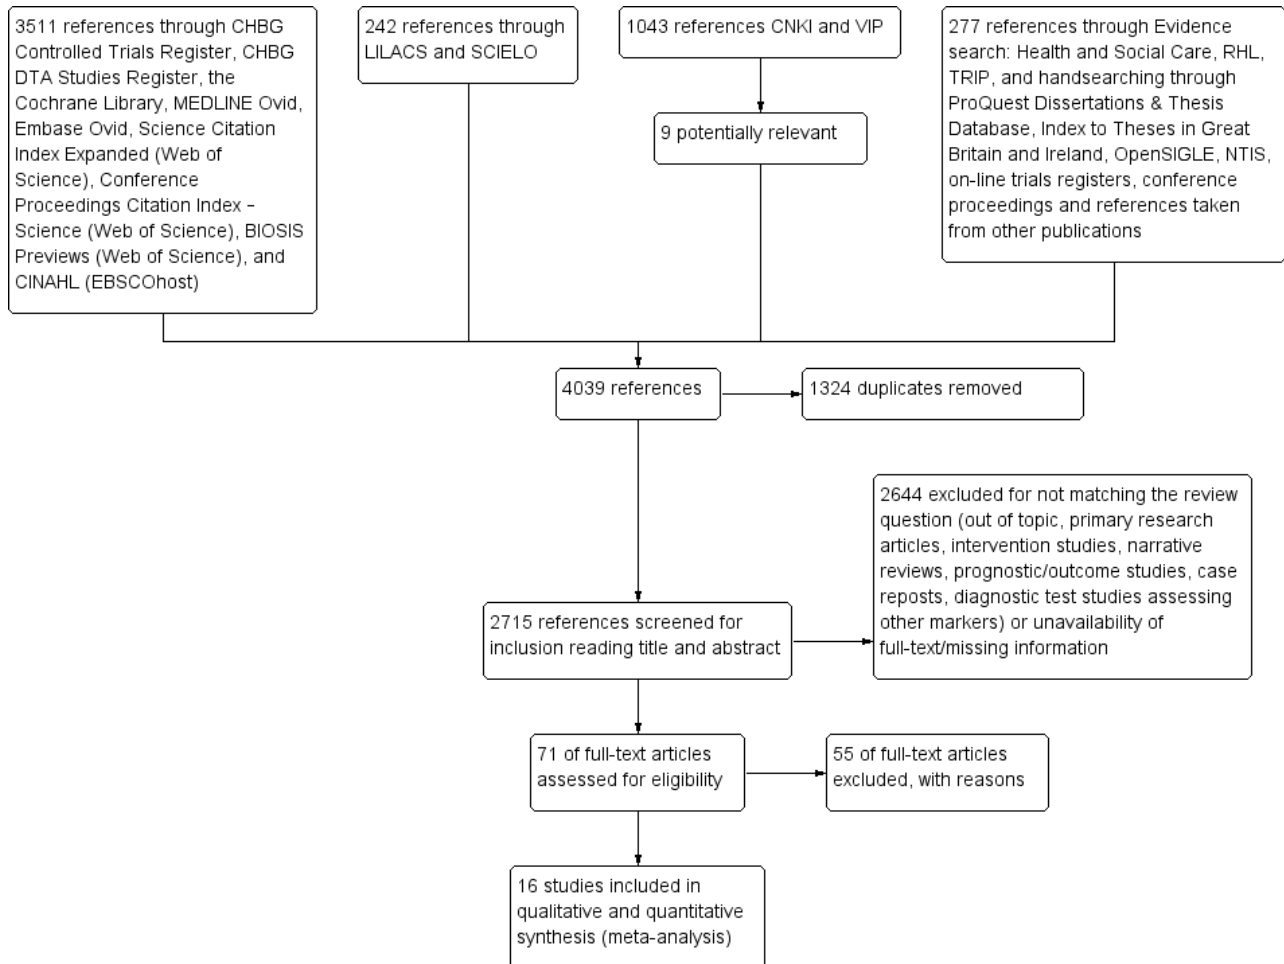 3511 references through CHBG
Controlled Trials Register, CHBG
DTA Studies Register, the
Cochrane Library, MEDLINE Ovid,
Embase Ovid, Science Citation
Index Expanded (Web of
Science), Conference
Proceedings Citation Index –
Science (Web of Science), BIOSIS
Previews (Web of Science), and
CINAHL (EBSCOhost)
242 references through
LILACS and SCIELO
1043 references CNKI and VIP
9 potentially relevant
277 references through Evidence
search: Health and Social Care, RHL,
TRIP, and handsearching through
ProQuest Dissertations & Thesis
Database, Index to Theses in Great
Britain and Ireland, OpenSIGLE, NTIS,
on-line trials registers, conference
proceedings and references taken
from other publications
4039 references
1324 duplicates removed
2644 excluded for not matching the review
question (out of topic, primary research
articles, intervention studies, narrative
reviews, prognostic/outcome studies, case
reposts, diagnostic test studies assessing
other markers) or unavailability of
full-text/missing information
2715 references screened for
inclusion reading title and abstract
71 of full-text articles
assessed for eligibility
55 of full-text articles
excluded, with reasons
16 studies included in
qualitative and quantitative
synthesis (meta-analysis)